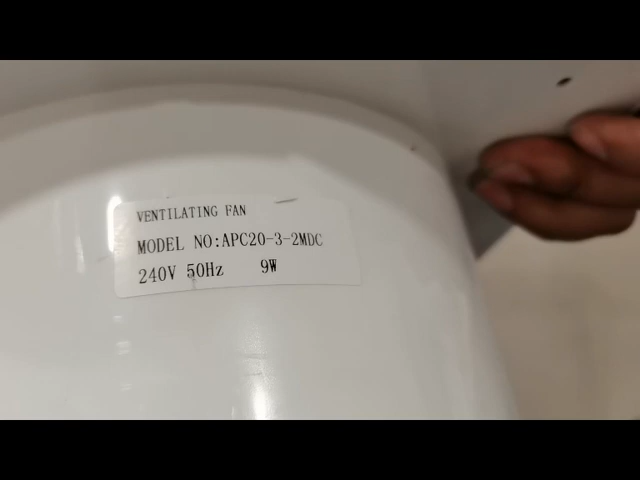 VENTILATING FAN
MODEL NO:APC20-3-2MDC
240V 50Hz 9W